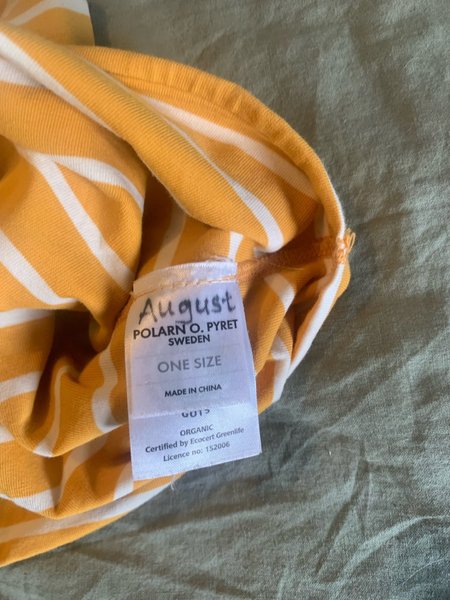 August
POLARN O. PYRET
SWEDEN
ONE SIZE
MADE IN CHINA
GOTS
ORGANIC
Certified by Ecocert Greenlife
Licence no: 152006